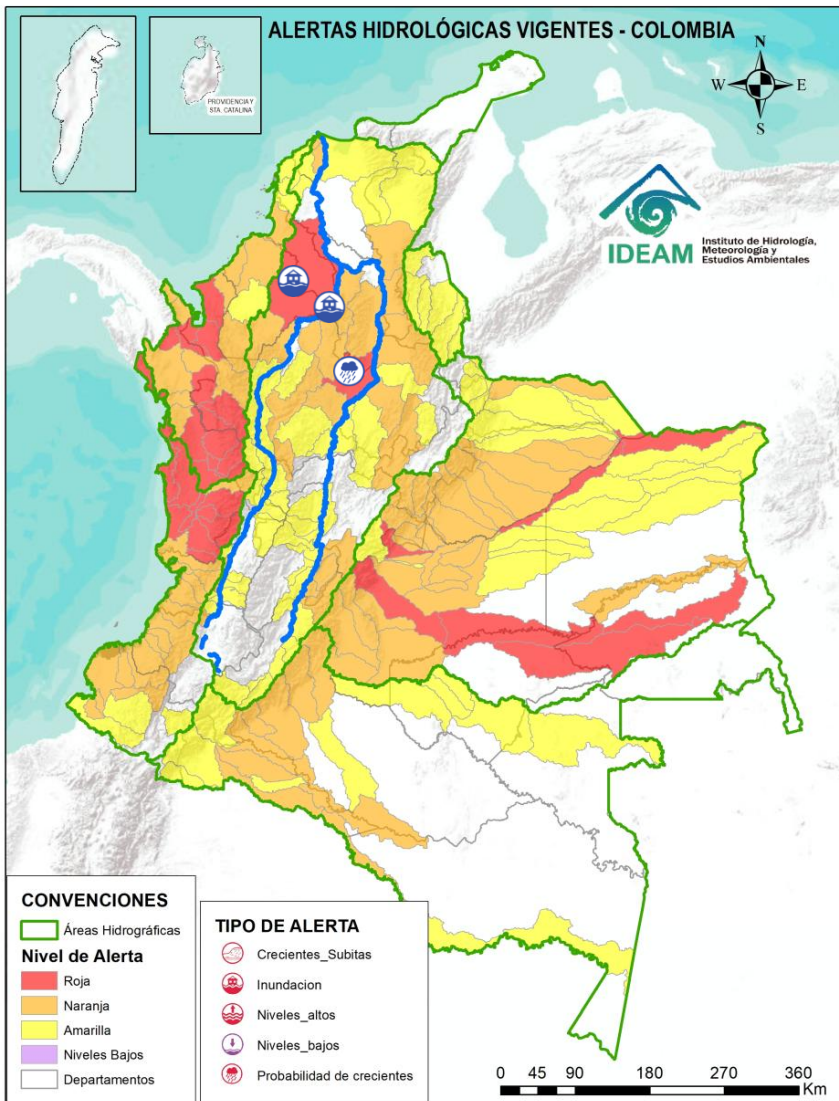 ALERTAS HIDROLÓGICAS VIGENTES - COLOMBIA
PROVIDENCIA Y
STA. CATALINA
N
W
E
S
IDEAM
Instituto de Hidrología,
Meteorología y
Estudios Ambientales
CONVENCIONES
Áreas Hidrográficas
Nivel de Alerta
Roja
Naranja
Amarilla
Niveles Bajos
Departamentos
TIPO DE ALERTA
Crecientes_Subitas
Inundacion
Niveles_altos
Niveles_bajos
Probabilidad de crecientes
0 45 90 180 270 360
Km